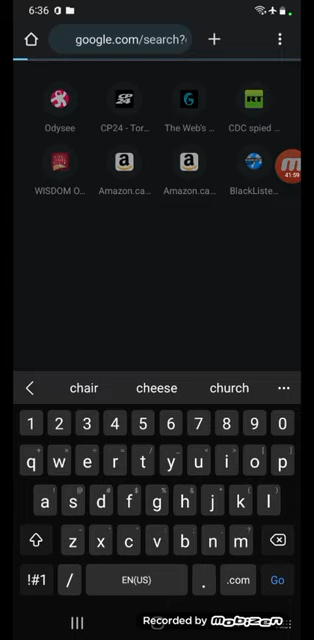 6:36
google.com/search?
Odysee
CP24 - Tor...
The Web's ...
CDC spied ...
WISDOM O...
Amazon.ca...
Amazon.ca...
BlackListe...
41:59
chair cheese church ...
1 2 3 4 5 6 7 8 9 0
q w e r t y u i o p
a s d f g h j k l
z x c v b n m
!#1 / EN(US) . .com Go
Recorded by MOBIZEN